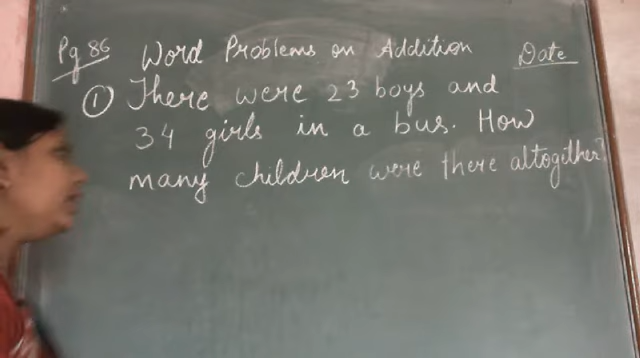 Pg 86 Word Problems on Addition Date
① There were 23 boys and
34 girls in a bus. How
many children were there altogether?